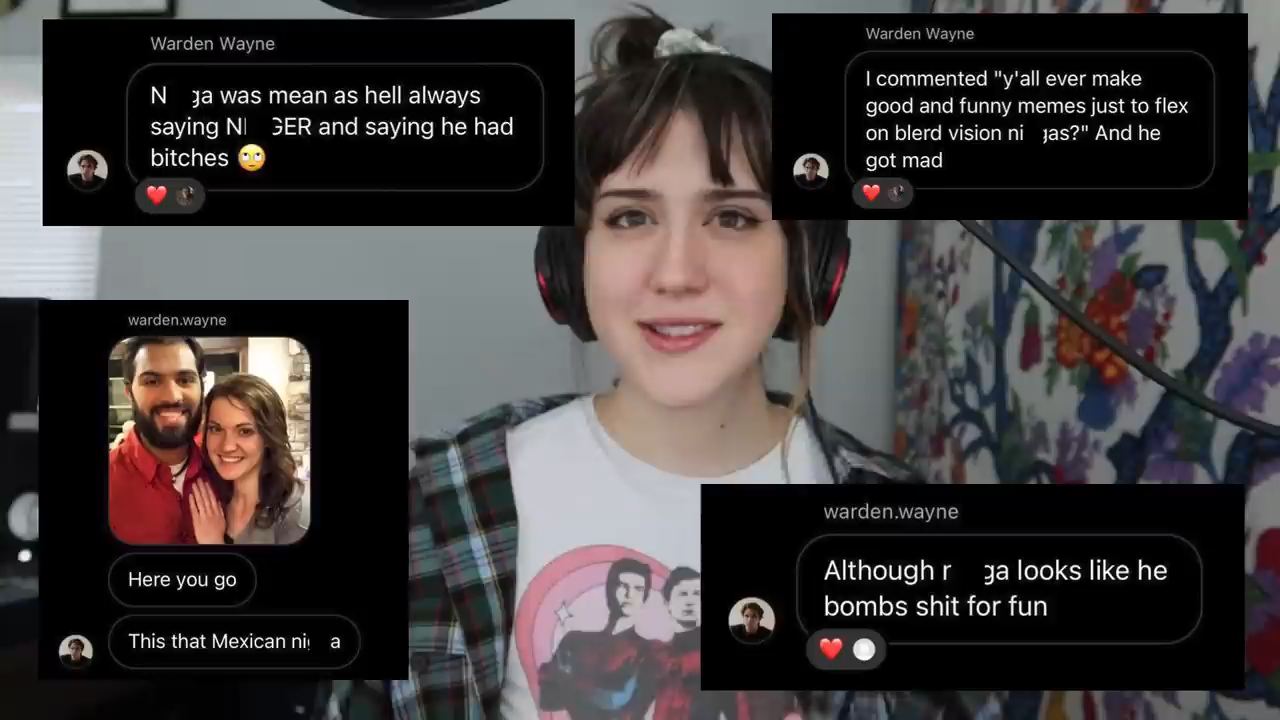 Warden Wayne
N ga was mean as hell always
saying NI GER and saying he had
bitches 🙄
Warden Wayne
I commented "y'all ever make
good and funny memes just to flex
on blerd vision ni gas?" And he
got mad
warden.wayne
Here you go
This that Mexican ni a
warden.wayne
Although n ga looks like he
bombs shit for fun